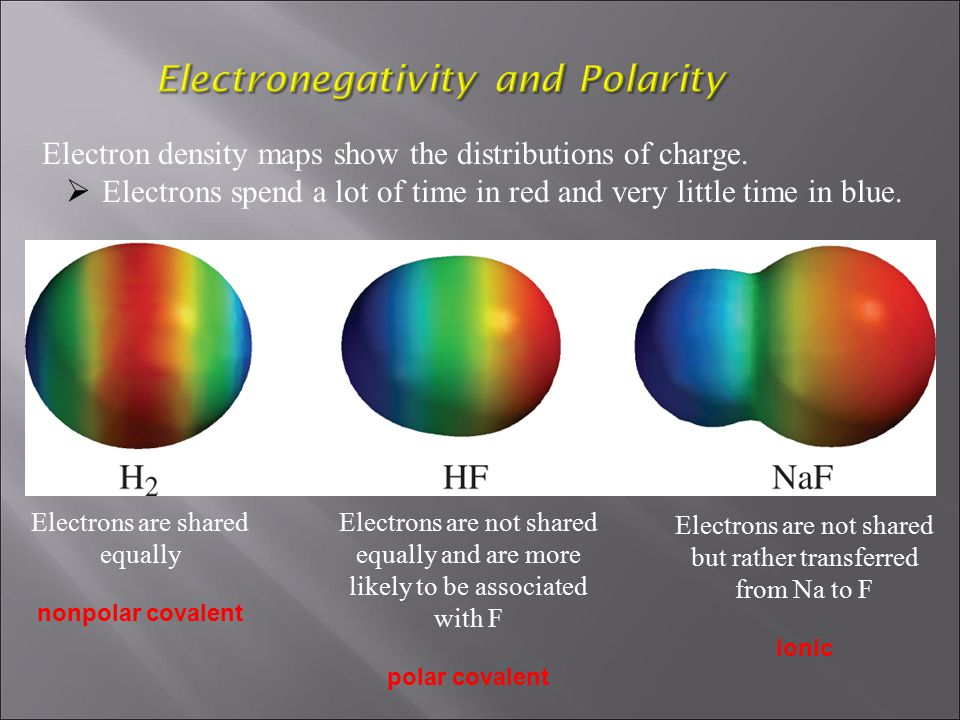 Electronegativity and Polarity
Electron density maps show the distributions of charge.
Electrons spend a lot of time in red and very little time in blue.
H2
HF
NaF
Electrons are shared
equally
nonpolar covalent
Electrons are not shared
equally and are more
likely to be associated
with F
polar covalent
Electrons are not shared
but rather transferred
from Na to F
ionic